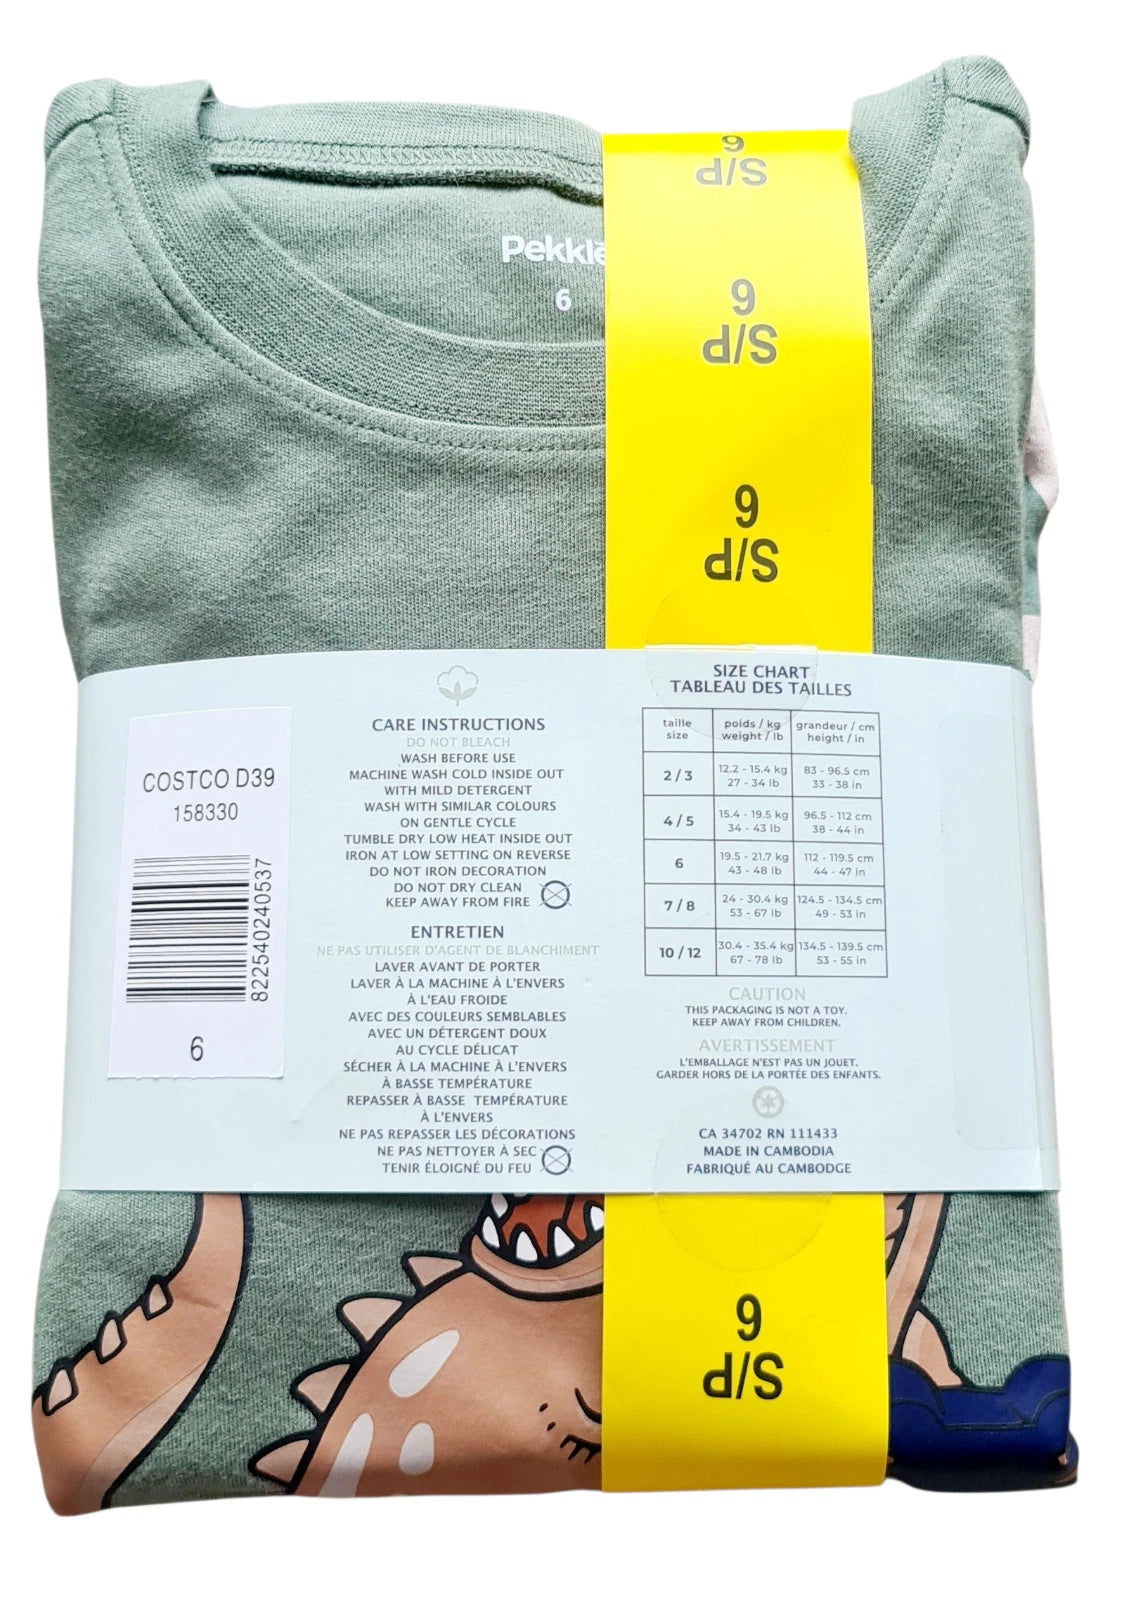 6
S/P
Pekkle
6
6
S/P
6
S/P
COSTCO D39
158330
822540240537
6
CARE INSTRUCTIONS
DO NOT BLEACH
WASH BEFORE USE
MACHINE WASH COLD INSIDE OUT
WITH MILD DETERGENT
WASH WITH SIMILAR COLOURS
ON GENTLE CYCLE
TUMBLE DRY LOW HEAT INSIDE OUT
IRON AT LOW SETTING ON REVERSE
DO NOT IRON DECORATION
DO NOT DRY CLEAN
KEEP AWAY FROM FIRE
ENTRETIEN
NE PAS UTILISER D'AGENT DE BLANCHIMENT
LAVER AVANT DE PORTER
LAVER À LA MACHINE À L'ENVERS
À L'EAU FROIDE
AVEC DES COULEURS SEMBLABLES
AVEC UN DÉTERGENT DOUX
AU CYCLE DÉLICAT
SÉCHER À LA MACHINE À L'ENVERS
À BASSE TEMPÉRATURE
REPASSER À BASSE TEMPÉRATURE
À L'ENVERS
NE PAS REPASSER LES DÉCORATIONS
NE PAS NETTOYER À SEC
TENIR ÉLOIGNÉ DU FEU
SIZE CHART
TABLEAU DES TAILLES
taille poids / kg grandeur / cm
size weight / lb height / in
2 / 3 12.2 - 15.4 kg 83 - 96.5 cm
27 - 34 lb 33 - 38 in
4 / 5 15.4 - 19.5 kg 96.5 - 112 cm
34 - 43 lb 38 - 44 in
6 19.5 - 21.7 kg 112 - 119.5 cm
43 - 48 lb 44 - 47 in
7 / 8 24 - 30.4 kg 124.5 - 134.5 cm
53 - 67 lb 49 - 53 in
10 / 12 30.4 - 35.4 kg 134.5 - 139.5 cm
67 - 78 lb 53 - 55 in
CAUTION
THIS PACKAGING IS NOT A TOY.
KEEP AWAY FROM CHILDREN.
AVERTISSEMENT
L'EMBALLAGE N'EST PAS UN JOUET.
GARDER HORS DE LA PORTÉE DES ENFANTS.
CA 34702 RN 111433
MADE IN CAMBODIA
FABRIQUÉ AU CAMBODGE
6
S/P